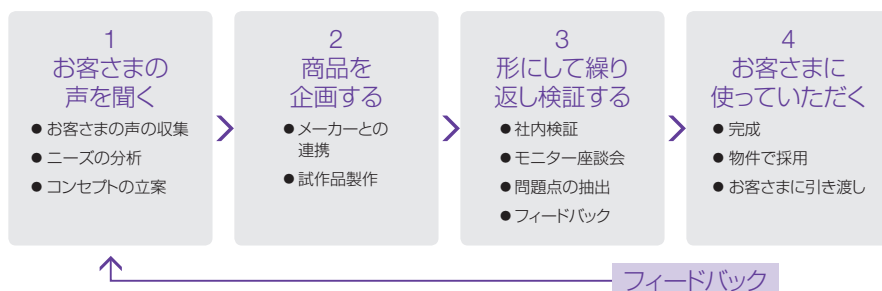 1
お客さまの
声を聞く
● お客さまの声の収集
● ニーズの分析
● コンセプトの立案
2
商品を
企画する
● メーカーとの
連携
● 試作品製作
3
形にして繰り
返し検証する
● 社内検証
● モニター座談会
● 問題点の抽出
● フィードバック
4
お客さまに
使っていただく
● 完成
● 物件で採用
● お客さまに引き渡し
フィードバック